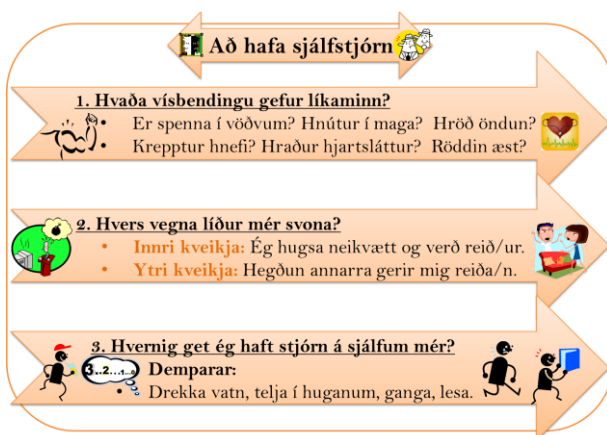 Að hafa sjálfstjórn
1. Hvaða vísbendingu gefur líkaminn?
• Er spenna í vöðvum? Hnútur í maga? Hröð öndun?
• Krepptur hnefi? Hraður hjartsláttur? Röddin æst?
2. Hvers vegna líður mér svona?
• Innri kveikja: Ég hugsa neikvætt og verð reið/ur.
• Ytri kveikja: Hegðun annarra gerir mig reiða/n.
3. Hvernig get ég haft stjórn á sjálfum mér?
3..2...1...0
Demparar:
• Drekka vatn, telja í huganum, ganga, lesa.